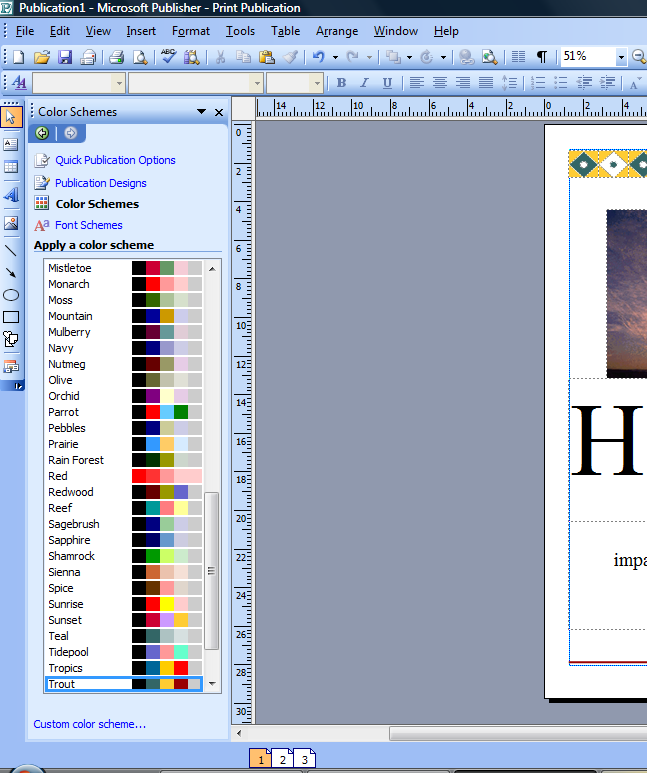 Publication1 - Microsoft Publisher - Print Publication
File Edit View Insert Format Tools Table Arrange Window Help
ABC 51%
Color Schemes
14 12 10 8 6 4 2 0 2 4
Quick Publication Options
Publication Designs
Color Schemes
Font Schemes
Apply a color scheme
Mistletoe
Monarch
Moss
Mountain
Mulberry
Navy
Nutmeg
Olive
Orchid
Parrot
Pebbles
Prairie
Rain Forest
Red
Redwood
Reef
Sagebrush
Sapphire
Shamrock
Sienna
Spice
Sunrise
Sunset
Teal
Tidepool
Tropics
Trout
Custom color scheme...
0
2
4
6
8
10
12
14
16
18
20
22
24
26
28
30
H
impa
1 2 3